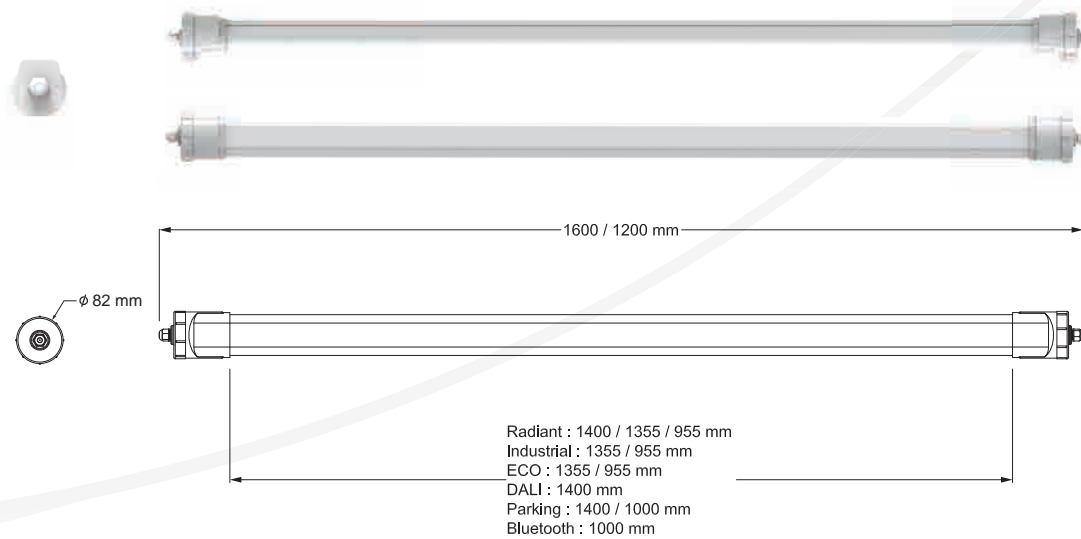 1600 / 1200 mm
ϕ 82 mm
Radiant : 1400 / 1355 / 955 mm
Industrial : 1355 / 955 mm
ECO : 1355 / 955 mm
DALI : 1400 mm
Parking : 1400 / 1000 mm
Bluetooth : 1000 mm